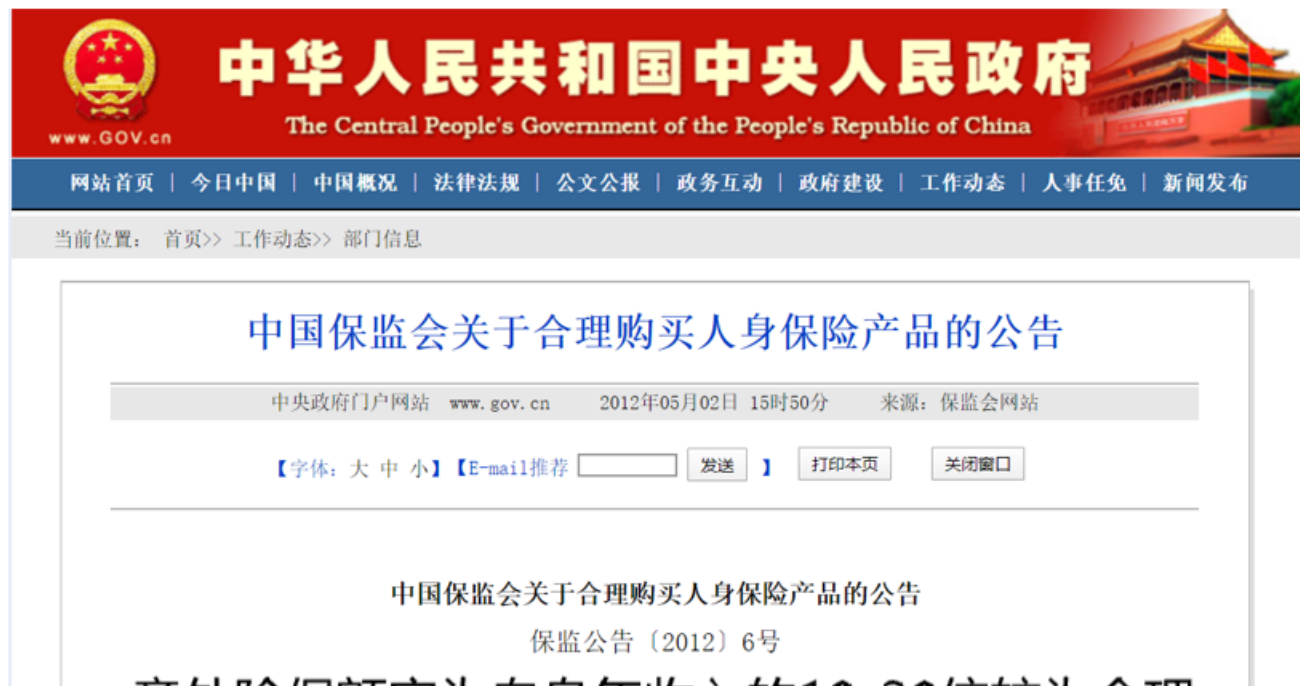 中华人民共和国中央人民政府
www.GOV.cn
The Central People's Government of the People's Republic of China
网站首页 | 今日中国 | 中国概况 | 法律法规 | 公文公报 | 政务互动 | 政府建设 | 工作动态 | 人事任免 | 新闻发布
当前位置： 首页>> 工作动态>> 部门信息
中国保监会关于合理购买人身保险产品的公告
中央政府门户网站 www.gov.cn 2012年05月02日 15时50分 来源：保监会网站
【字体：大 中 小】【E-mail推荐 发送 】 打印本页 关闭窗口
中国保监会关于合理购买人身保险产品的公告
保监公告〔2012〕6号